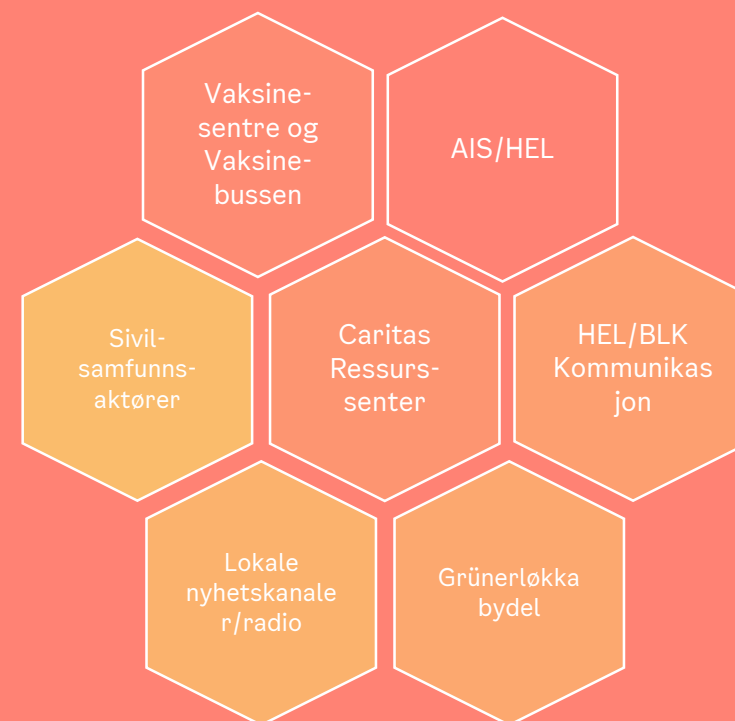 Vaksine-
sentre og
Vaksine-
bussen
AIS/HEL
Sivil-
samfunns-
aktører
Caritas
Ressurs-
senter
HEL/BLK
Kommunikas
jon
Lokale
nyhetskanale
r/radio
Grünerløkka
bydel